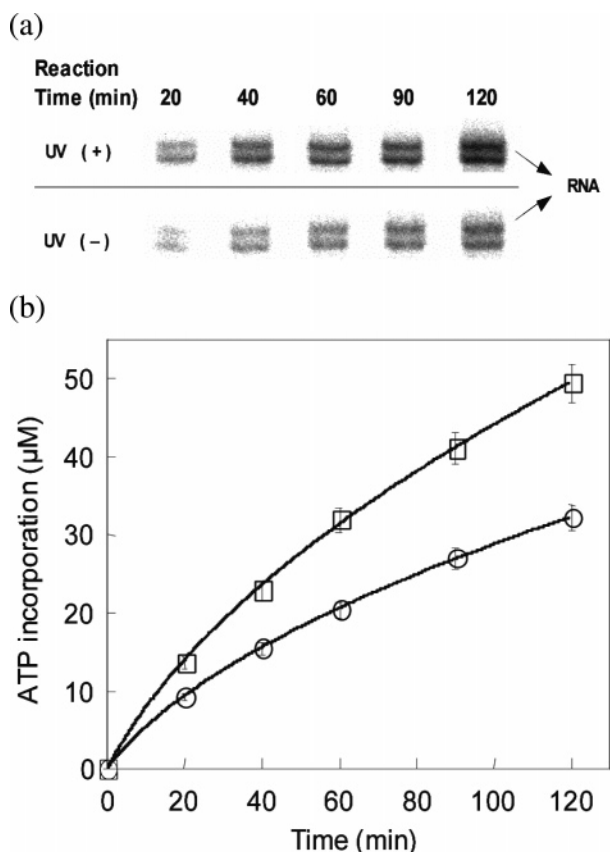 (a)
Reaction
Time (min) 20 40 60 90 120
UV (+)
RNA
UV (−)
(b)
50
40
30
20
10
0
ATP incorporation (µM)
0 20 40 60 80 100 120
Time (min)